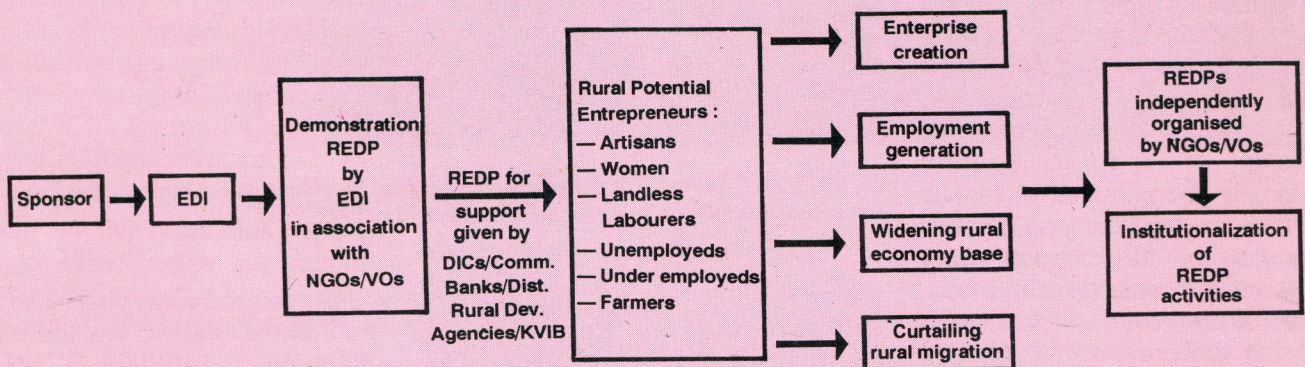 Sponsor
EDI
Demonstration
REDP
by
EDI
in association
with
NGOs/VOs
REDP for
support
given by
DICs/Comm.
Banks/Dist.
Rural Dev.
Agencies/KVIB
Rural Potential
Entrepreneurs :
— Artisans
— Women
— Landless
Labourers
— Unemployeds
— Under employeds
— Farmers
Enterprise
creation
Employment
generation
Widening rural
economy base
Curtailing
rural migration
REDPs
independently
organised
by NGOs/VOs
Institutionalization
of
REDP
activities